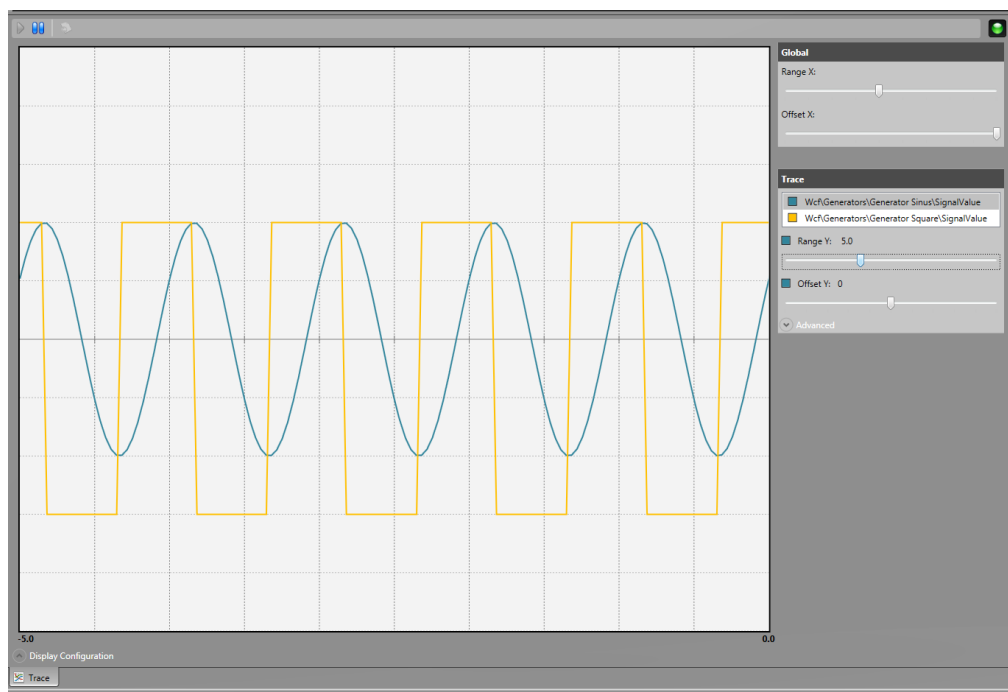 Global
Range X:
Offset X:
Trace
Wcf\Generators\Generator Sinus\SignalValue
Wcf\Generators\Generator Square\SignalValue
Range Y: 5.0
Offset Y: 0
Advanced
-5.0 0.0
Display Configuration
Trace